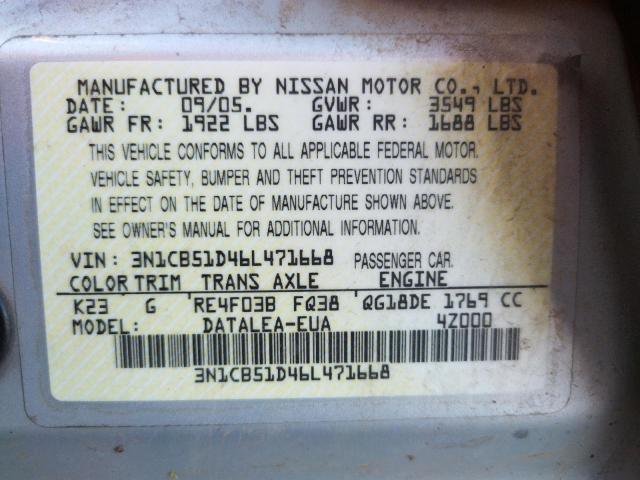 MANUFACTURED BY NISSAN MOTOR CO., LTD.
DATE: 09/05. GVWR: 3549 LBS
GAWR FR: 1922 LBS GAWR RR: 1688 LBS
THIS VEHICLE CONFORMS TO ALL APPLICABLE FEDERAL MOTOR.
VEHICLE SAFETY, BUMPER AND THEFT PREVENTION STANDARDS
IN EFFECT ON THE DATE OF MANUFACTURE SHOWN ABOVE.
SEE OWNER'S MANUAL FOR ADDITIONAL INFORMATION.
VIN: 3N1CB51D46L471668 PASSENGER CAR.
COLOR TRIM TRANS AXLE ENGINE
K23 G RE4F03B FQ38 QG18DE 1769 CC
MODEL: DATALEA-EUA 4Z000
3N1CB51D46L471668